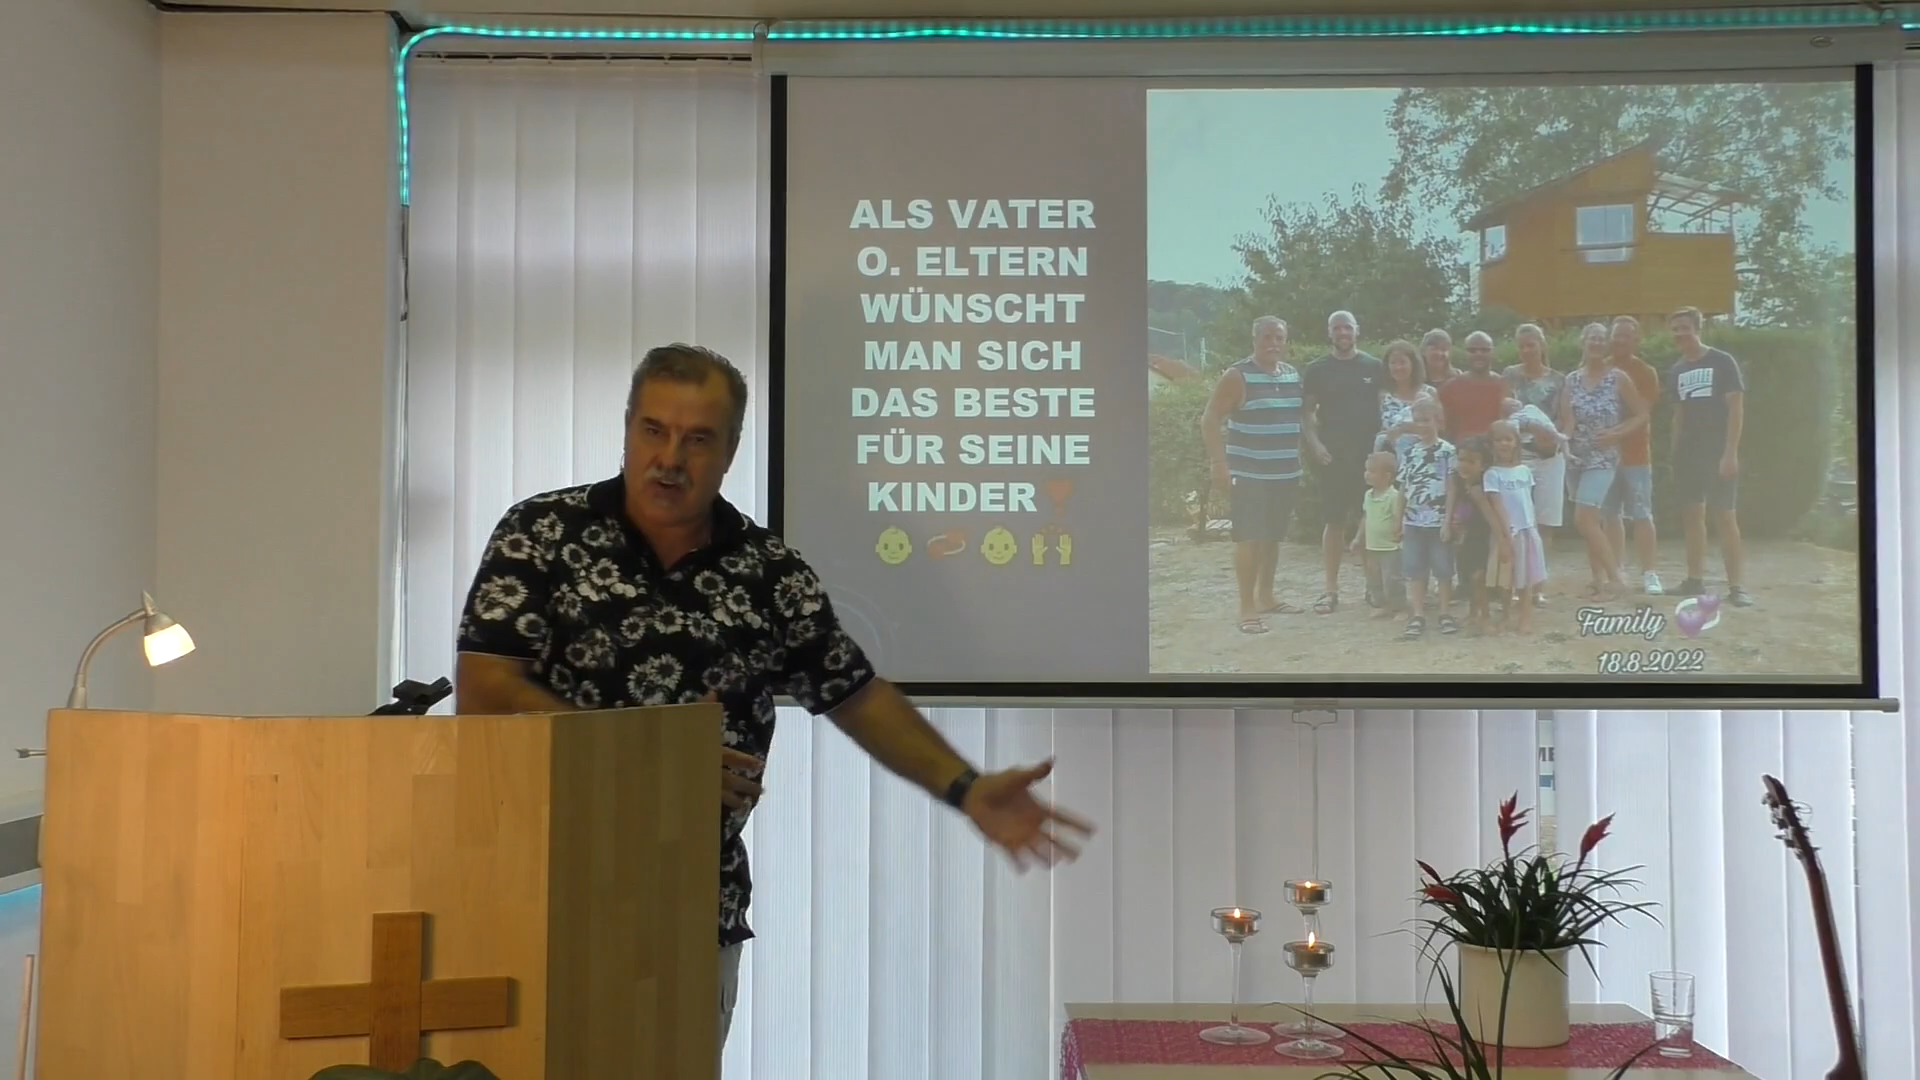 ALS VATER
O. ELTERN
WÜNSCHT
MAN SICH
DAS BESTE
FÜR SEINE
KINDER
Family
18.8.2022